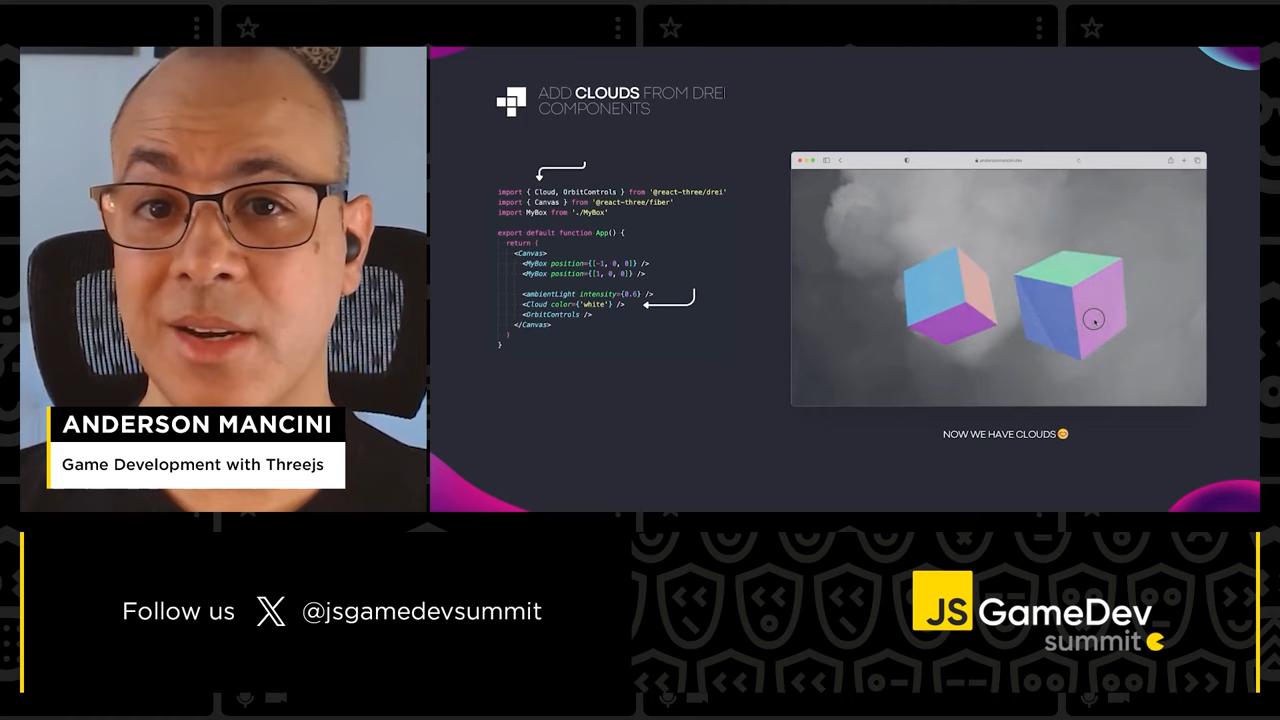 ADD CLOUDS FROM DREI
COMPONENTS
import { Cloud, OrbitControls } from '@react-three/drei'
import { Canvas } from '@react-three/fiber'
import MyBox from './MyBox'
export default function App() {
return (
<Canvas>
<MyBox position={[-1, 0, 0]} />
<MyBox position={[1, 0, 0]} />
<ambientLight intensity={0.6} />
<Cloud color={'white'} />
<OrbitControls />
</Canvas>
)
}
NOW WE HAVE CLOUDS😊
ANDERSON MANCINI
Game Development with Threejs
Follow us X @jsgamedevsummit
JS GameDev
summit